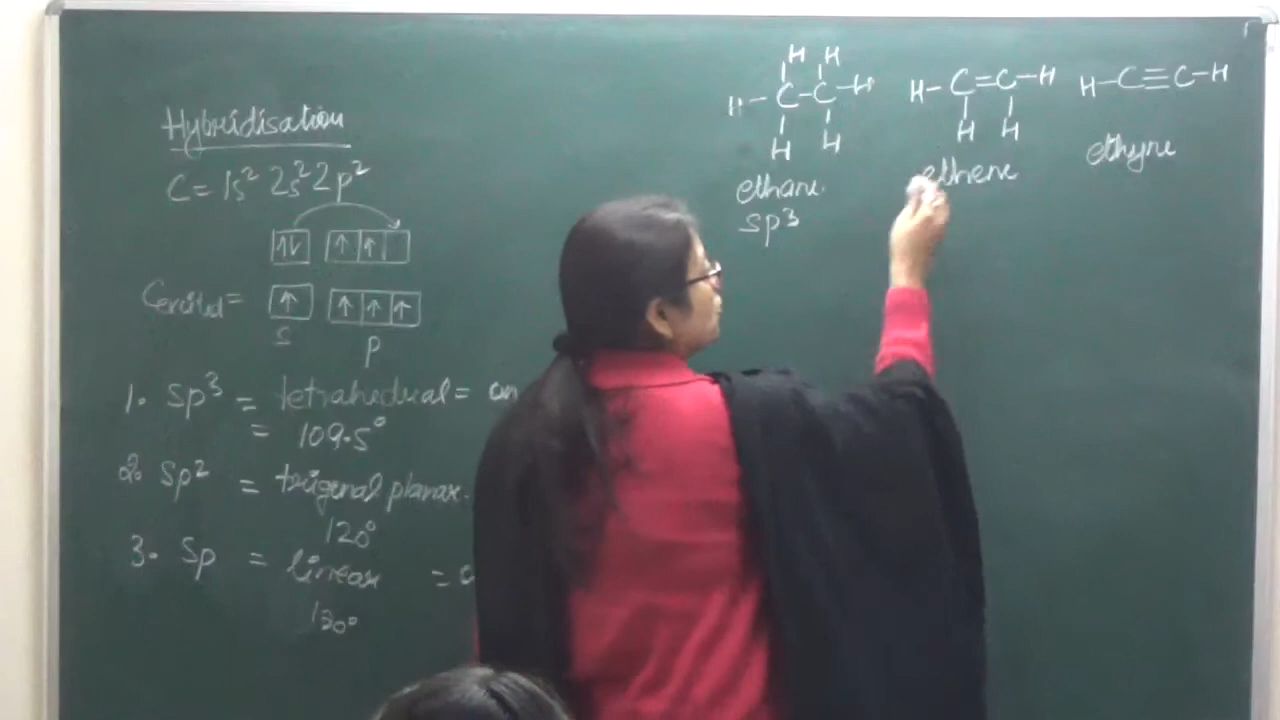 Hybridisation
C = 1s² 2s² 2p²
Cexcited =
s
p
1. sp³ = tetrahedral =
= 109.5°
2. sp² = trigonal planar.
120°
3. sp = linear =
180°
H H
H-C-C-H
H H
ethane
sp³
H-C=C-H
H H
ethene
H-C≡C-H
ethyne